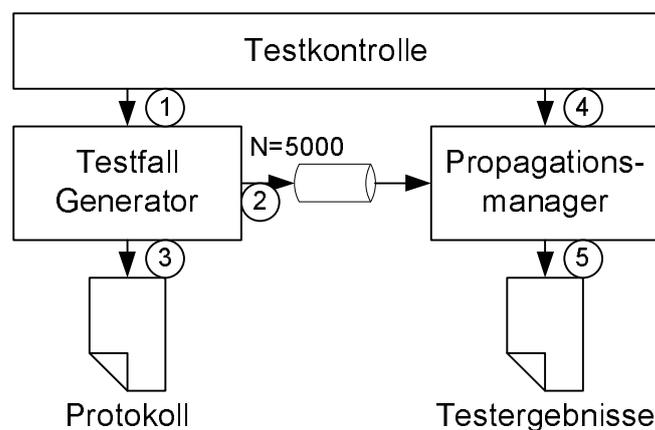 Testkontrolle
1
4
Testfall
Generator
N=5000
2
Propagations-
manager
3
5
Protokoll
Testergebnisse